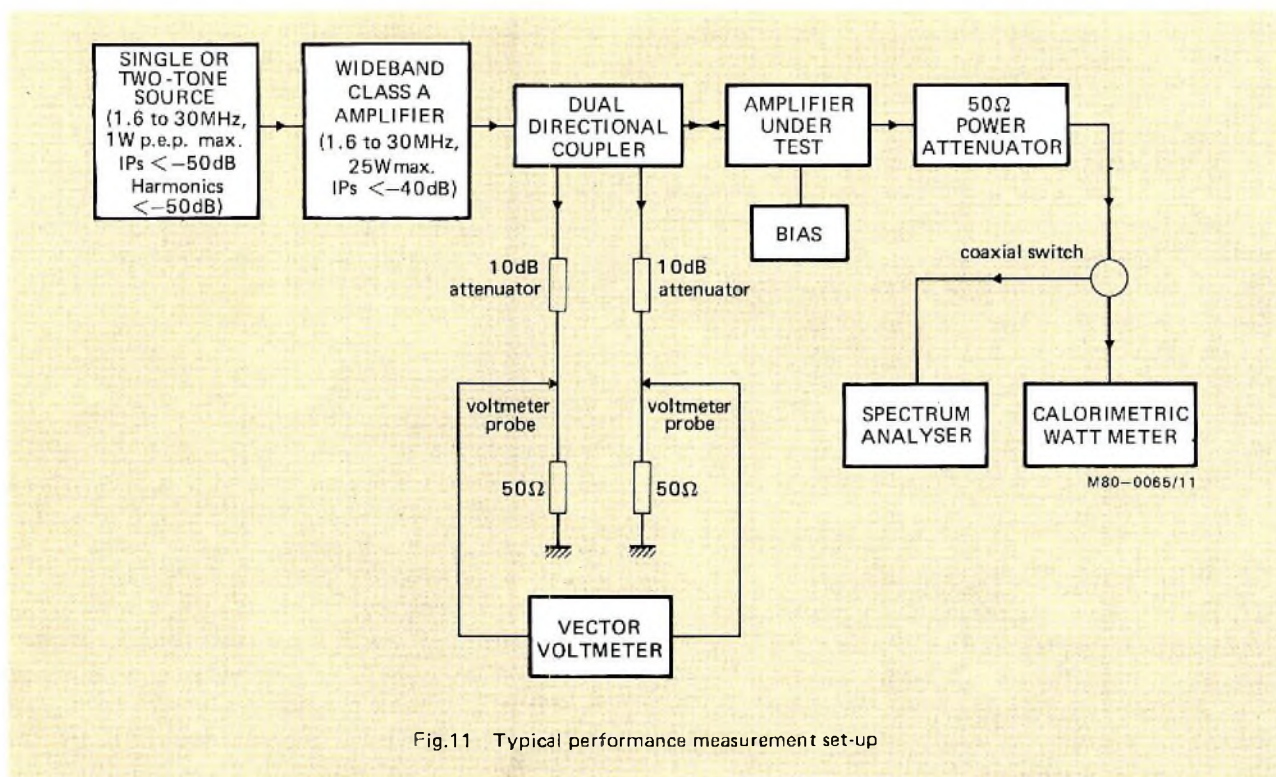 SINGLE OR
TWO-TONE
SOURCE
(1.6 to 30MHz,
1W p.e.p. max.
IPs <−50dB
Harmonics
<−50dB)
WIDEBAND
CLASS A
AMPLIFIER
(1.6 to 30MHz,
25W max.
IPs <−40dB)
DUAL
DIRECTIONAL
COUPLER
AMPLIFIER
UNDER
TEST
50Ω
POWER
ATTENUATOR
BIAS
coaxial switch
10dB
attenuator
10dB
attenuator
voltmeter
probe
voltmeter
probe
SPECTRUM
ANALYSER
CALORIMETRIC
WATT METER
M80−0065/11
50Ω
50Ω
VECTOR
VOLTMETER
Fig.11 Typical performance measurement set-up